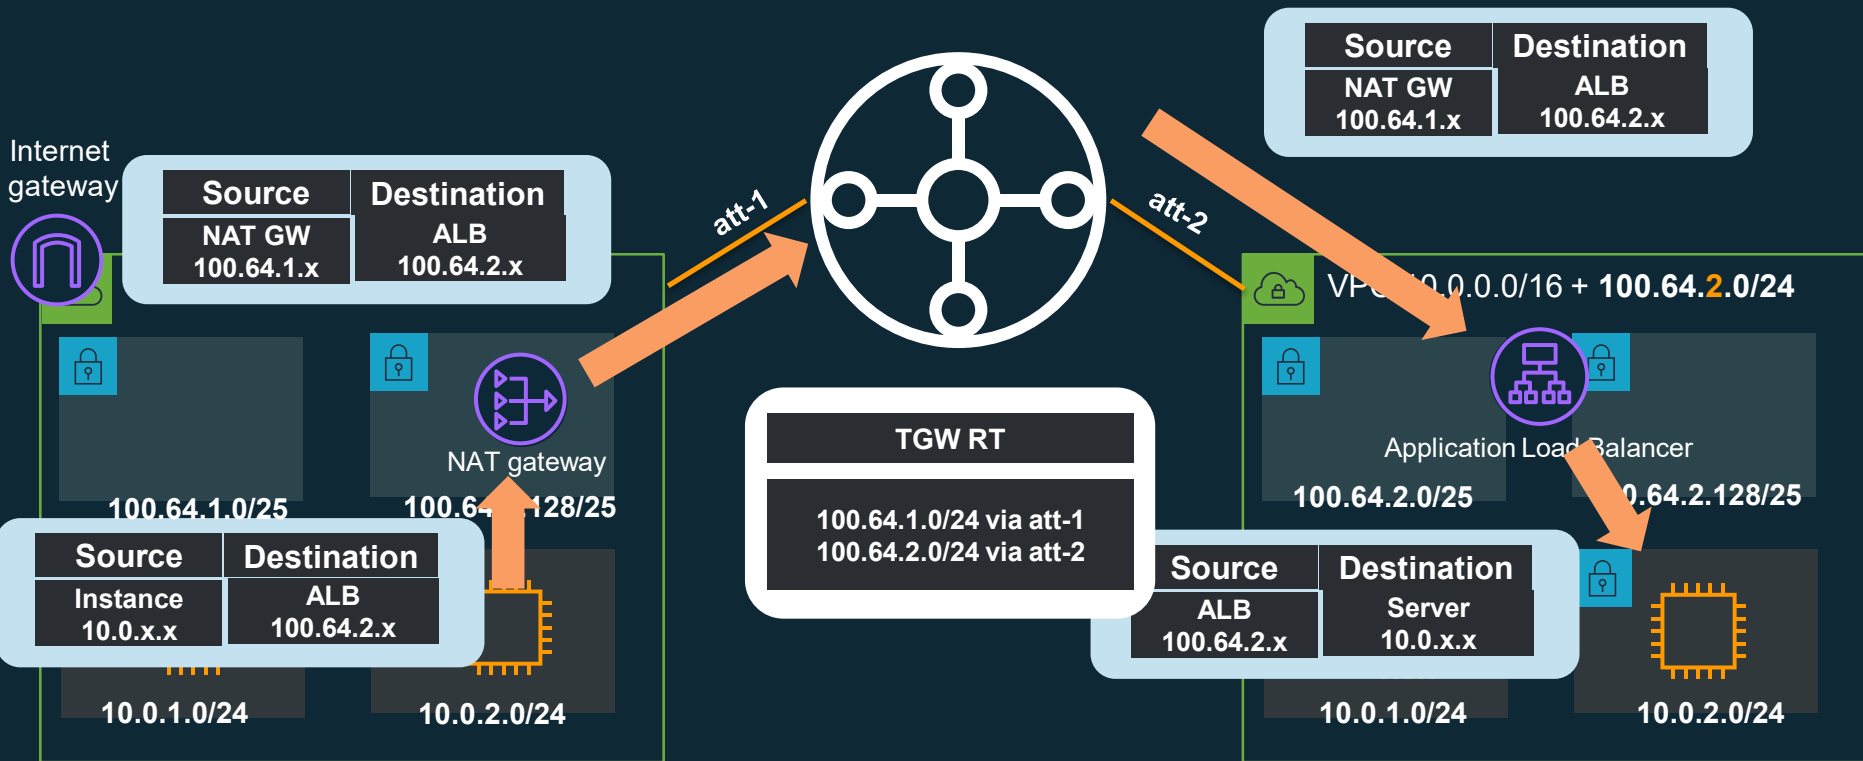 Internet
gateway
Source Destination
NAT GW ALB
100.64.1.x 100.64.2.x
att-1
att-2
Source Destination
NAT GW ALB
100.64.1.x 100.64.2.x
0.0.0/16 + 100.64.2.0/24
NAT gateway
100.64.1.0/25
100.64 128/25
Source Destination
Instance ALB
10.0.x.x 100.64.2.x
10.0.1.0/24
10.0.2.0/24
TGW RT
100.64.1.0/24 via att-1
100.64.2.0/24 via att-2
Application Load Balancer
100.64.2.0/25
0.64.2.128/25
Source Destination
ALB Server
100.64.2.x 10.0.x.x
10.0.1.0/24
10.0.2.0/24